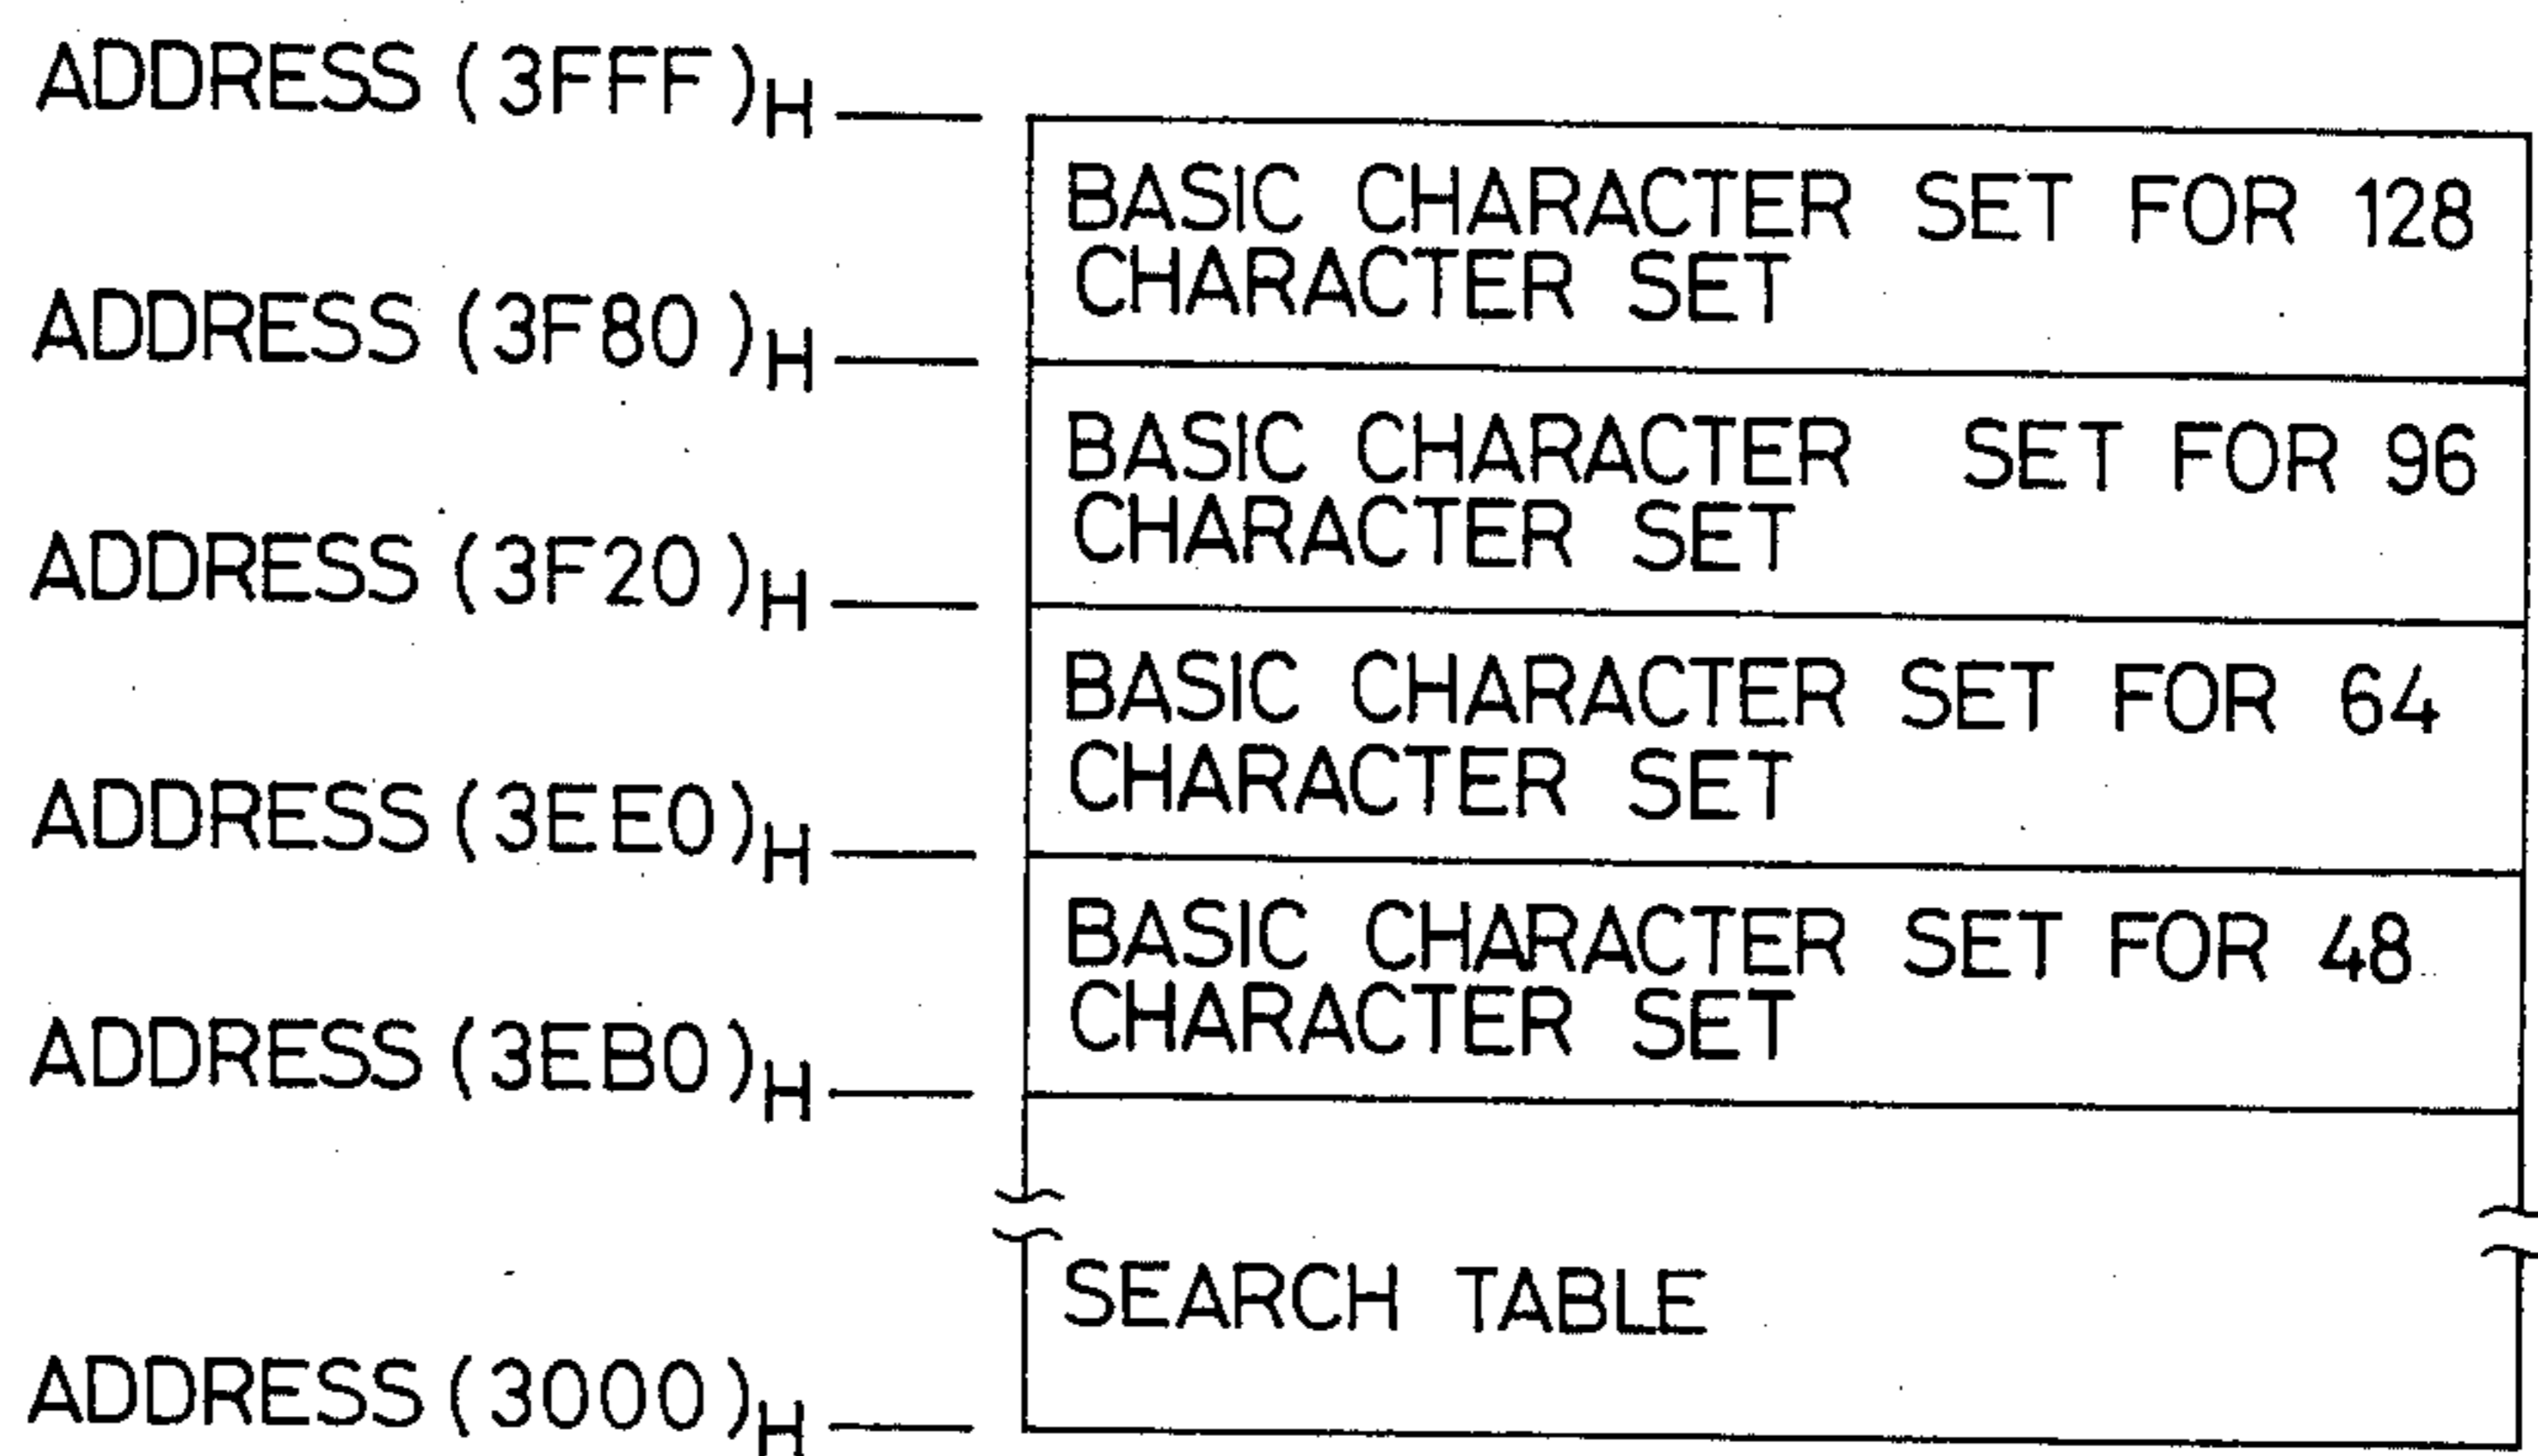 ADDRESS (3FFF)H
BASIC CHARACTER SET FOR 128
CHARACTER SET
ADDRESS (3F80)H
BASIC CHARACTER SET FOR 96
CHARACTER SET
ADDRESS (3F20)H
BASIC CHARACTER SET FOR 64
CHARACTER SET
ADDRESS (3EE0)H
BASIC CHARACTER SET FOR 48
CHARACTER SET
ADDRESS (3EB0)H
SEARCH TABLE
ADDRESS (3000)H